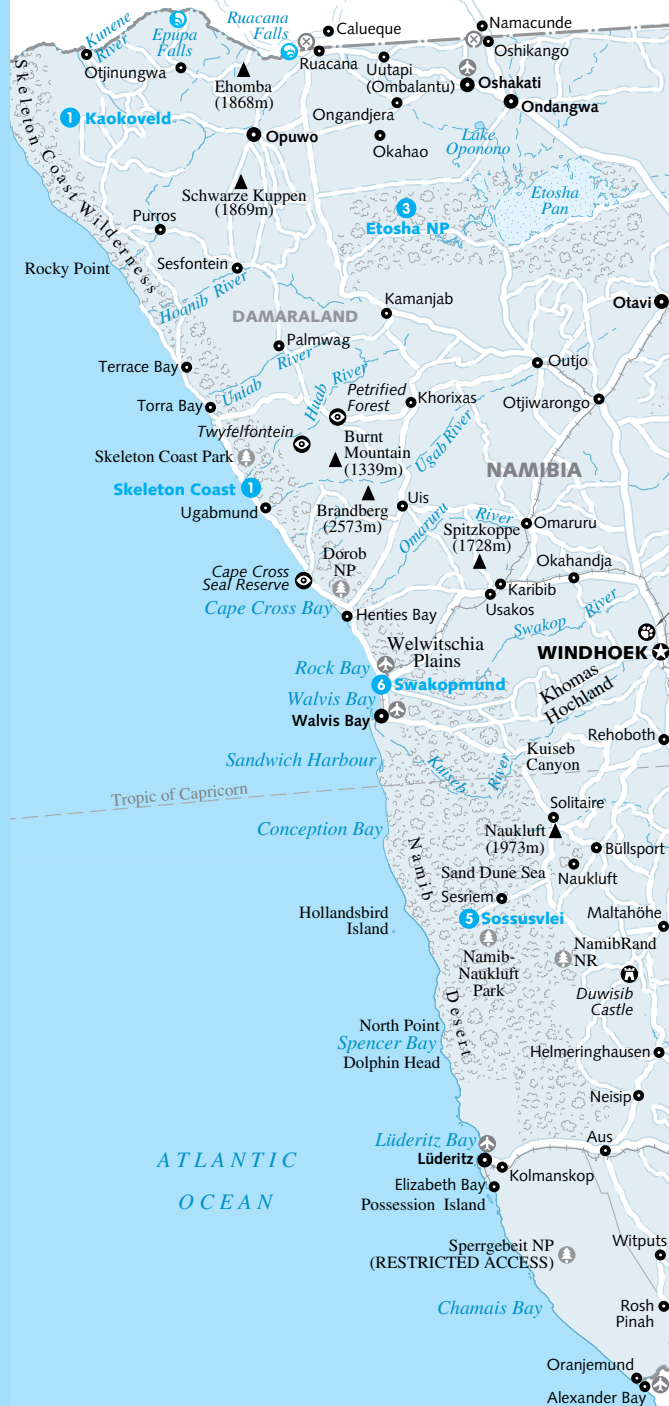 Ruacana
Falls
Calueque
Namacunde
Kunene
River
Epupa
Falls
Oshikango
Otjinungwa
Ehomba
(1868m)
Ruacana
Uutapi
(Ombalantu)
Oshakati
Ondangwa
Skeleton Coast Wilderness
1 Kaokoveld
Ongandjera
Opuwo
Okahao
Lake
Oponono
Schwarze Kuppen
(1869m)
Etosha
Pan
3
Etosha NP
Purros
Rocky Point
Sesfontein
Hoanib River
DAMARALAND
Kamanjab
Otavi
Palmwag
Terrace Bay
Uniab River
Huab River
Outjo
Torra Bay
Petrified
Forest
Khorixas
Otjiwarongo
Twyfelfontein
Burnt
Mountain
(1339m)
Ugab River
Skeleton Coast Park
NAMIBIA
Skeleton Coast 1
Ugabmund
Brandberg
(2573m)
Uis
Omaruru River
Omaruru
Spitzkoppe
(1728m)
Dorob
NP
Cape Cross
Seal Reserve
Okahandja
Karibib
Usakos
Cape Cross Bay
Henties Bay
Swakop River
Welwitschia
Plains
WINDHOEK
Rock Bay
6 Swakopmund
Khomas
Hochland
Walvis Bay
Walvis Bay
Rehoboth
Sandwich Harbour
Kuiseb River
Kuiseb
Canyon
Tropic of Capricorn
Solitaire
Conception Bay
Naukluft
(1973m)
Büllsport
Namib Desert
Sand Dune Sea
Naukluft
Sesriem
Hollandsbird
Island
5 Sossusvlei
Maltahöhe
Namib-
Naukluft
Park
NamibRand
NR
Duwisib
Castle
North Point
Spencer Bay
Dolphin Head
Helmeringhausen
Neisip
Lüderitz Bay
Aus
ATLANTIC
OCEAN
Lüderitz
Kolmanskop
Elizabeth Bay
Possession Island
Sperrgebeit NP
(RESTRICTED ACCESS)
Witputs
Chamais Bay
Rosh
Pinah
Oranjemund
Alexander Bay